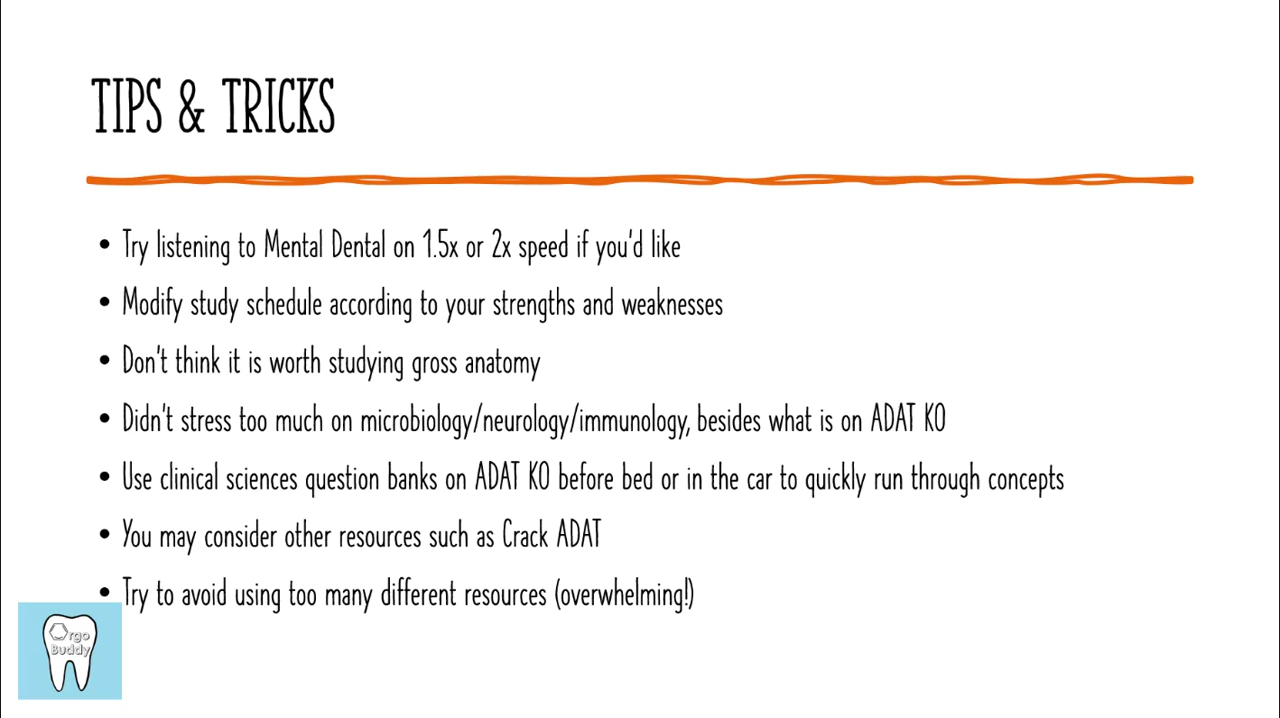 TIPS & TRICKS
• Try listening to Mental Dental on 1.5x or 2x speed if you'd like
• Modify study schedule according to your strengths and weaknesses
• Don't think it is worth studying gross anatomy
• Didn't stress too much on microbiology/neurology/immunology, besides what is on ADAT KO
• Use clinical sciences question banks on ADAT KO before bed or in the car to quickly run through concepts
• You may consider other resources such as Crack ADAT
• Try to avoid using too many different resources (overwhelming!)
Orgo
Buddy